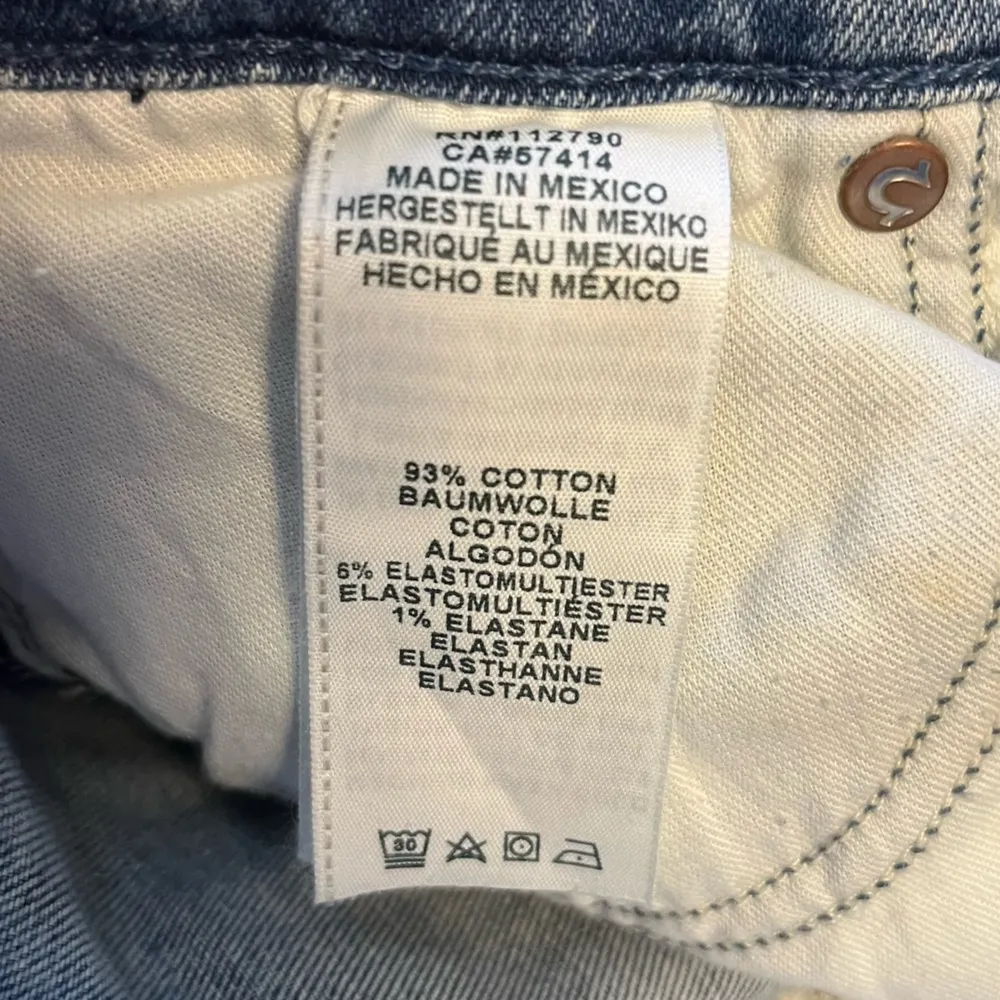 RN#112790
CA#57414
MADE IN MEXICO
HERGESTELLT IN MEXIKO
FABRIQUÉ AU MEXIQUE
HECHO EN MÉXICO
93% COTTON
BAUMWOLLE
COTON
ALGODÓN
6% ELASTOMULTIESTER
ELASTOMULTIÉSTER
1% ELASTANE
ELASTAN
ELASTHANNE
ELASTANO
30